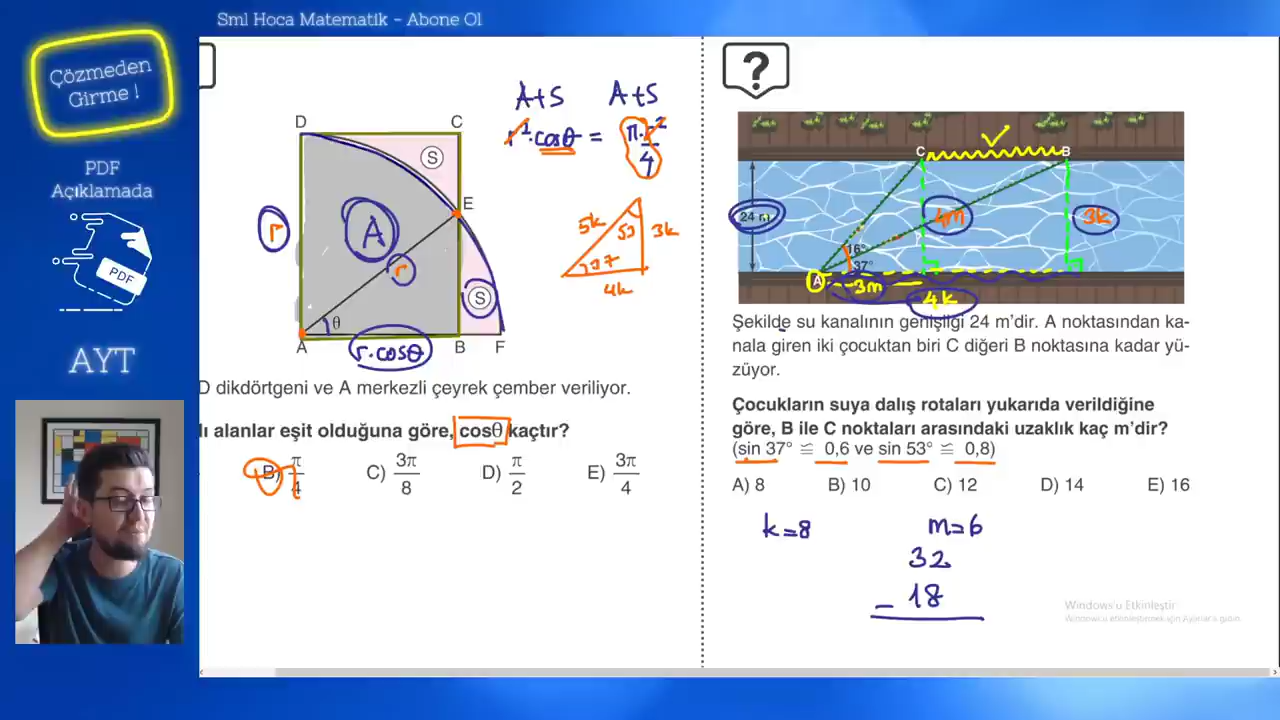 Sml Hoca Matematik - Abone Ol
Çözmeden
Girme !
PDF
Açıklamada
PDF
AYT
A+S A+S
r² · cosθ = π·r²
4
D
C
S
E
r
A
r
S
θ
A
r·cosθ
B
F
5k
53
3k
37
4k
D dikdörtgeni ve A merkezli çeyrek çember veriliyor.
alanlar eşit olduğuna göre, cosθ kaçtır?
B) π/4 C) 3π/8 D) π/2 E) 3π/4
?
C
B
24 m
4m
3k
16°
37°
A
3m
4k
Şekilde su kanalının genişliği 24 m’dir. A noktasından ka-
nala giren iki çocuktan biri C diğeri B noktasına kadar yü-
züyor.
Çocukların suya dalış rotaları yukarıda verildiğine
göre, B ile C noktaları arasındaki uzaklık kaç m’dir?
(sin 37° ≅ 0,6 ve sin 53° ≅ 0,8)
A) 8 B) 10 C) 12 D) 14 E) 16
k=8 m=6
32
- 18
Windows'u Etkinleştir